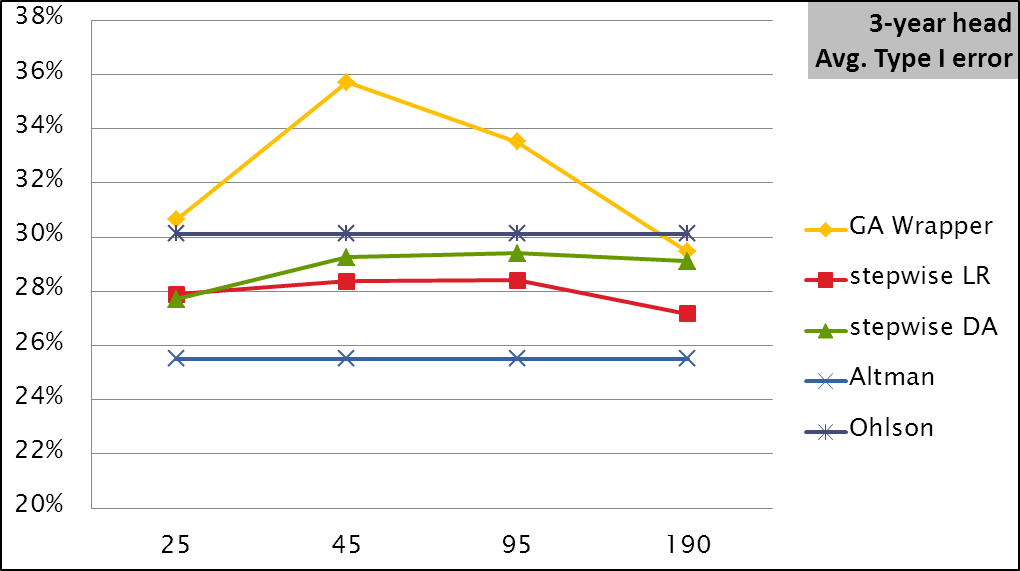 3-year head
Avg. Type I error
38%
36%
34%
32%
30%
28%
26%
24%
22%
20%
25 45 95 190
GA Wrapper
stepwise LR
stepwise DA
Altman
Ohlson